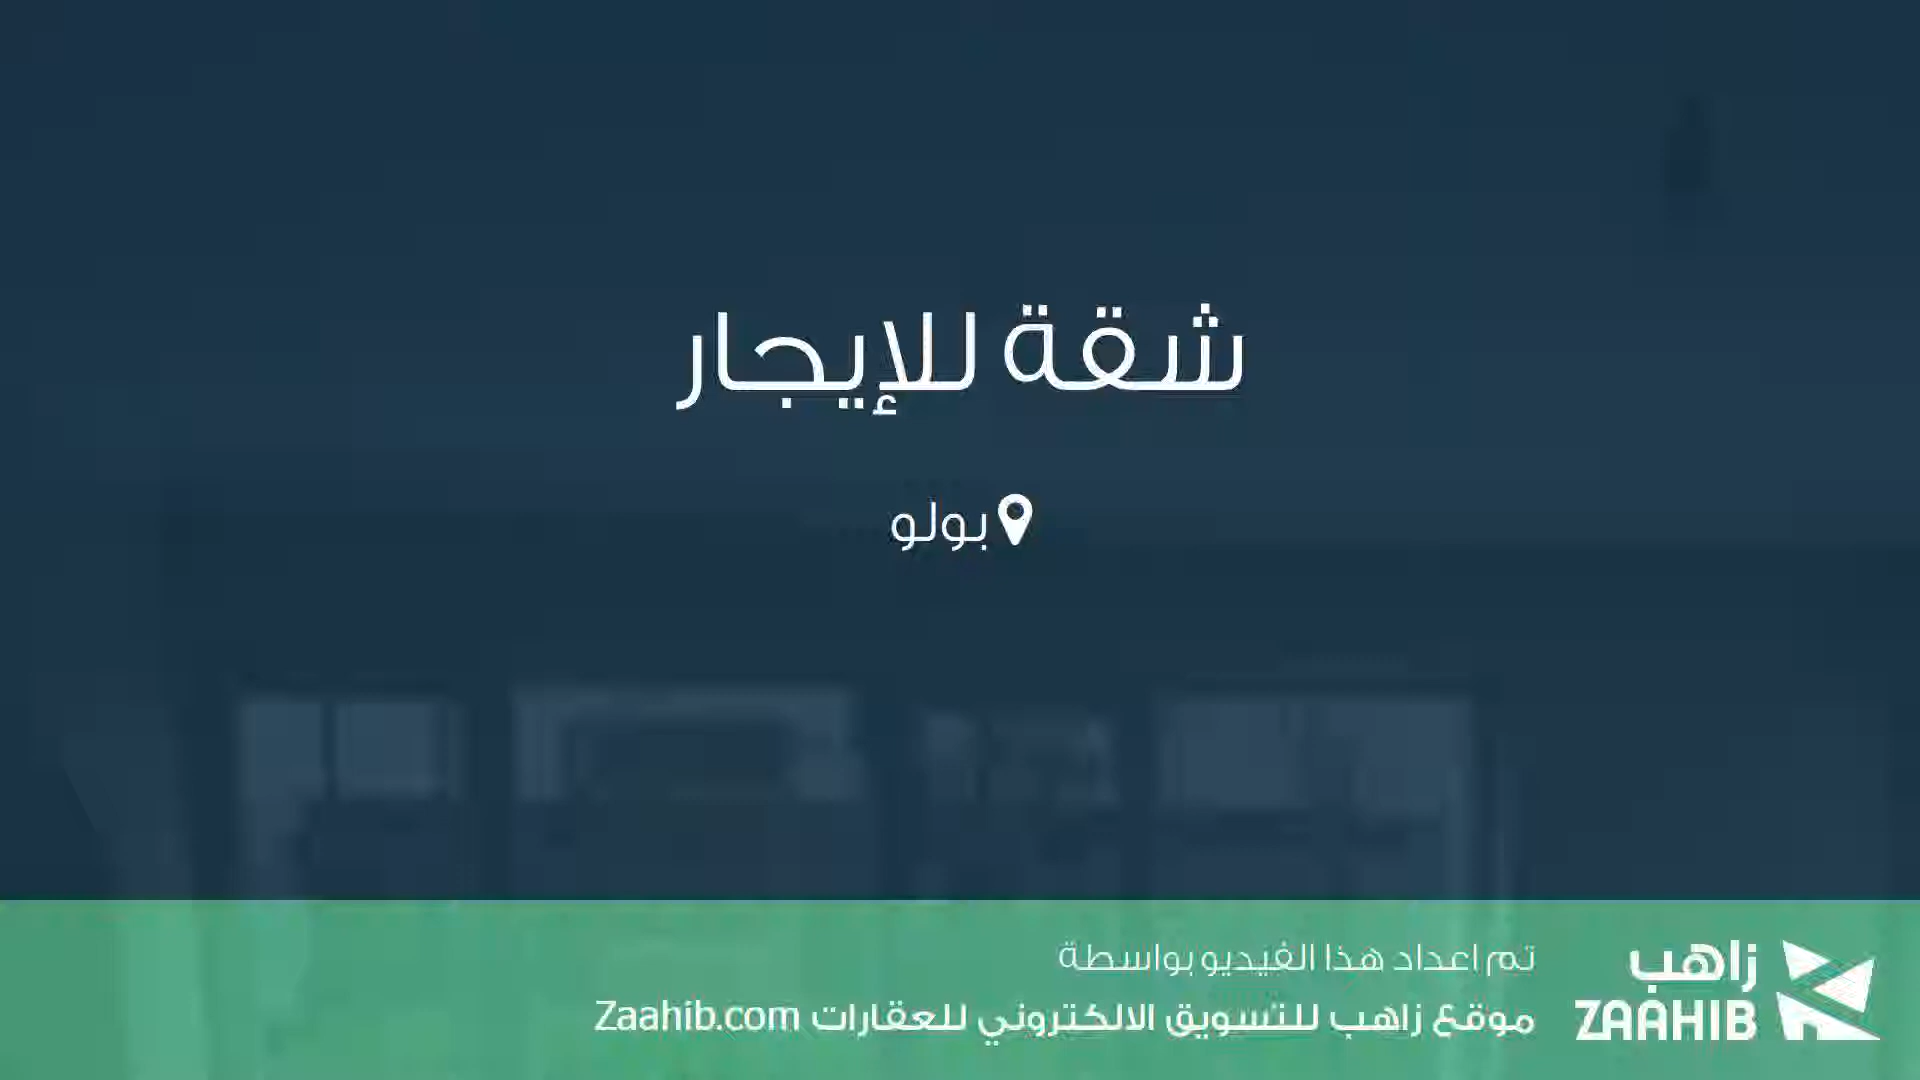 شقة للإيجار
بولو
تم اعداد هذا الفيديو بواسطة
موقع زاهب للتسويق الالكتروني للعقارات Zaahib.com
زاهب
ZAAHIB